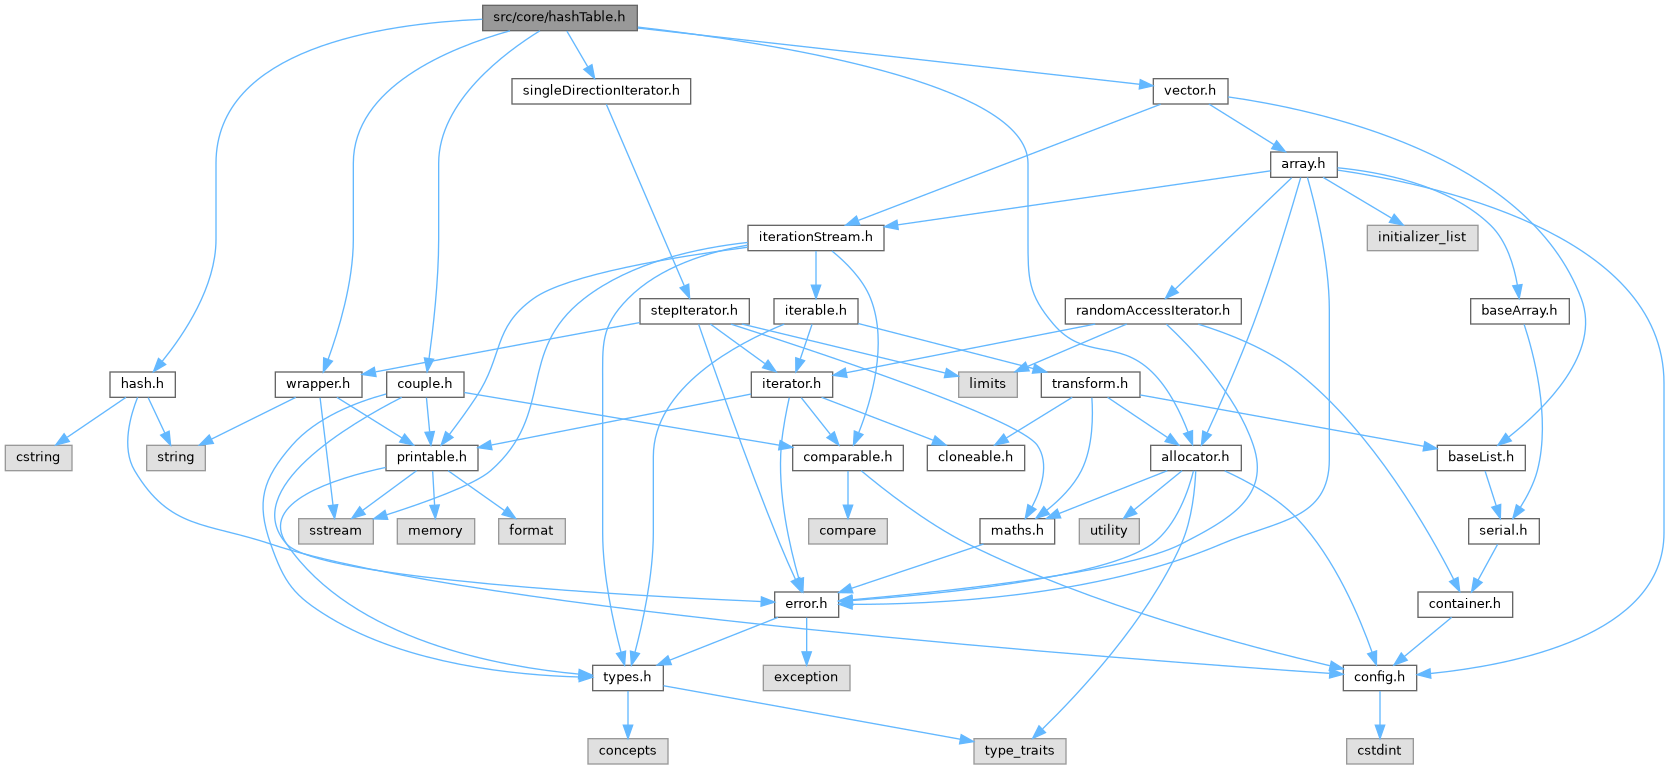 src/core/hashTable.h
singleDirectionIterator.h
vector.h
array.h
iterationStream.h
initializer_list
stepIterator.h
iterable.h
randomAccessIterator.h
baseArray.h
hash.h
wrapper.h
couple.h
iterator.h
limits
transform.h
cstring
string
printable.h
comparable.h
cloneable.h
allocator.h
baseList.h
sstream
memory
format
compare
maths.h
utility
serial.h
error.h
container.h
types.h
exception
config.h
concepts
type_traits
cstdint